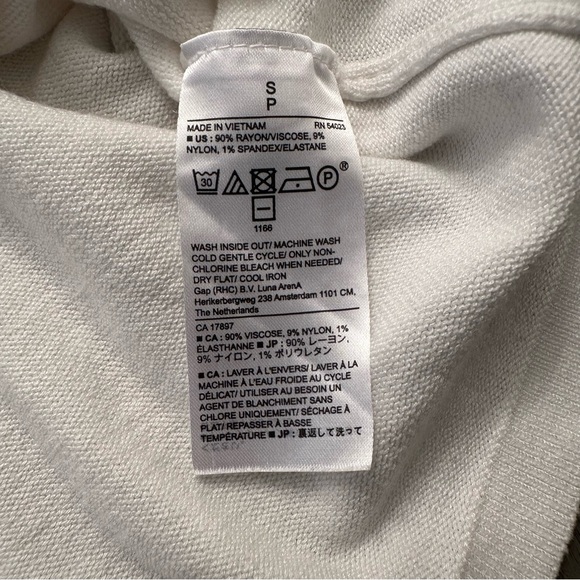 S
P
MADE IN VIETNAM RN 54023
■ US : 90% RAYON/VISCOSE, 9%
NYLON, 1% SPANDEX/ELASTANE
30 P ®
1166
WASH INSIDE OUT/ MACHINE WASH
COLD GENTLE CYCLE/ ONLY NON-
CHLORINE BLEACH WHEN NEEDED/
DRY FLAT/ COOL IRON
Gap (RHC) B.V. Luna ArenA
Herikerbergweg 238 Amsterdam 1101 CM,
The Netherlands
CA 17897
■ CA : 90% VISCOSE, 9% NYLON, 1%
ÉLASTHANNE ■ JP : 90% レーヨン,
9% ナイロン, 1% ポリウレタン
■ CA : LAVER À L'ENVERS/ LAVER À LA
MACHINE À L'EAU FROIDE AU CYCLE
DÉLICAT/ UTILISER AU BESOIN UN
AGENT DE BLANCHIMENT SANS
CHLORE UNIQUEMENT/ SÉCHAGE À
PLAT/ REPASSER À BASSE
TEMPÉRATURE ■ JP : 裏返して洗って